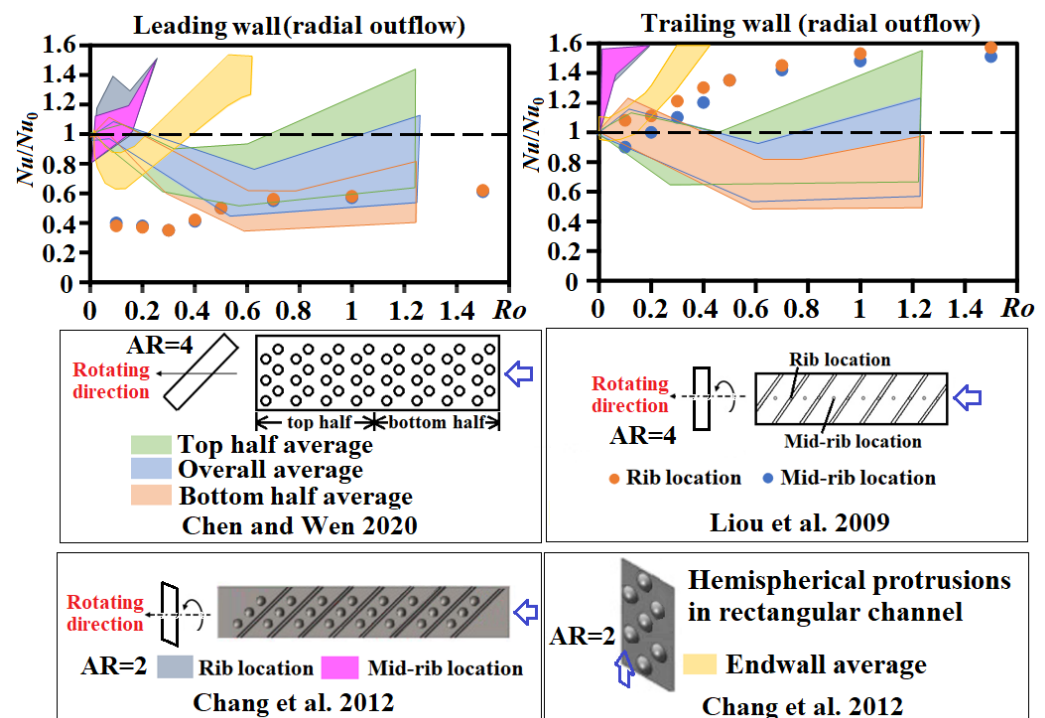 Leading wall (radial outflow)
1.6
1.4
1.2
1
0.8
0.6
0.4
0.2
0
Nu/Nu0
0 0.2 0.4 0.6 0.8 1 1.2 1.4 Ro
Trailing wall (radial outflow)
1.6
1.4
1.2
1
0.8
0.6
0.4
0.2
0
Nu/Nu0
0 0.2 0.4 0.6 0.8 1 1.2 1.4 Ro
AR=4
Rotating
direction
top half bottom half
Top half average
Overall average
Bottom half average
Chen and Wen 2020
Rib location
Rotating
direction
AR=4
Mid-rib location
Rib location Mid-rib location
Liou et al. 2009
Rotating
direction
AR=2 Rib location Mid-rib location
Chang et al. 2012
Hemispherical protrusions
in rectangular channel
AR=2
Endwall average
Chang et al. 2012